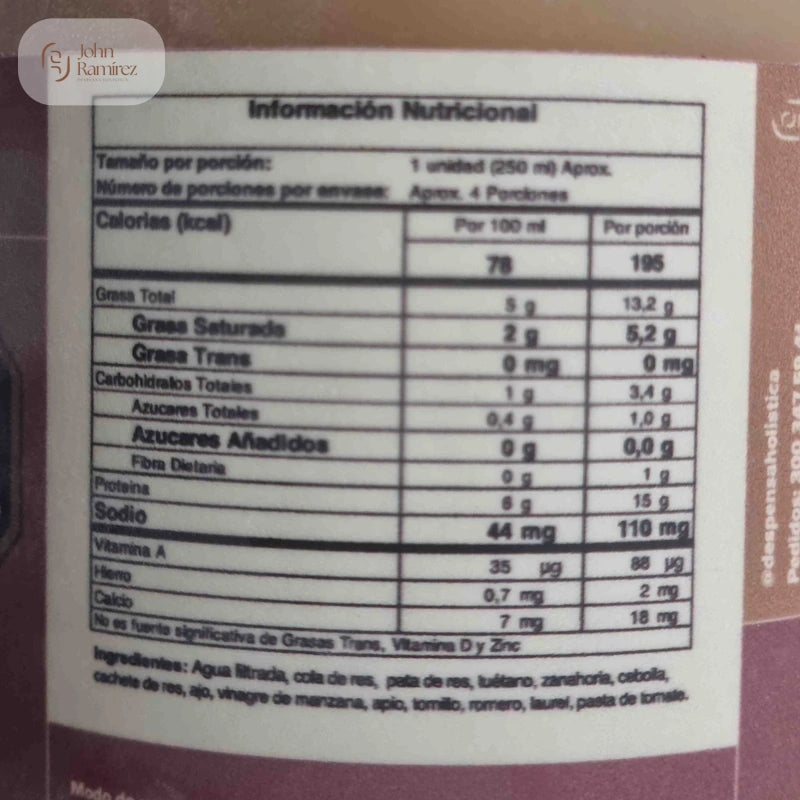 John
Ramírez
Información Nutricional
Tamaño por porción: 1 unidad (250 ml) Aprox.
Número de porciones por envase: Aprox. 4 Porciones
Calorías (kcal) Por 100 ml Por porción
78 195
Grasa Total 5 g 13,2 g
Grasa Saturada 2 g 5,2 g
Grasa Trans 0 mg 0 mg
Carbohidratos Totales 1 g 3,4 g
Azucares Totales 0,4 g 1,0 g
Azucares Añadidos 0 g 0,0 g
Fibra Dietaria 0 g 1 g
Proteína 6 g 15 g
Sodio 44 mg 110 mg
Vitamina A 35 µg 88 µg
Hierro 0,7 mg 2 mg
Calcio 7 mg 18 mg
No es fuente significativa de Grasas Trans, Vitamina D y Zinc
Ingredientes: Agua filtrada, cola de res, pata de res, tuétano, zanahoria, cebolla,
cachete de res, ajo, vinagre de manzana, apio, tomillo, romero, laurel, pasta de tomate.
Modo de
@despensaholistica
Pedidos: 300 347